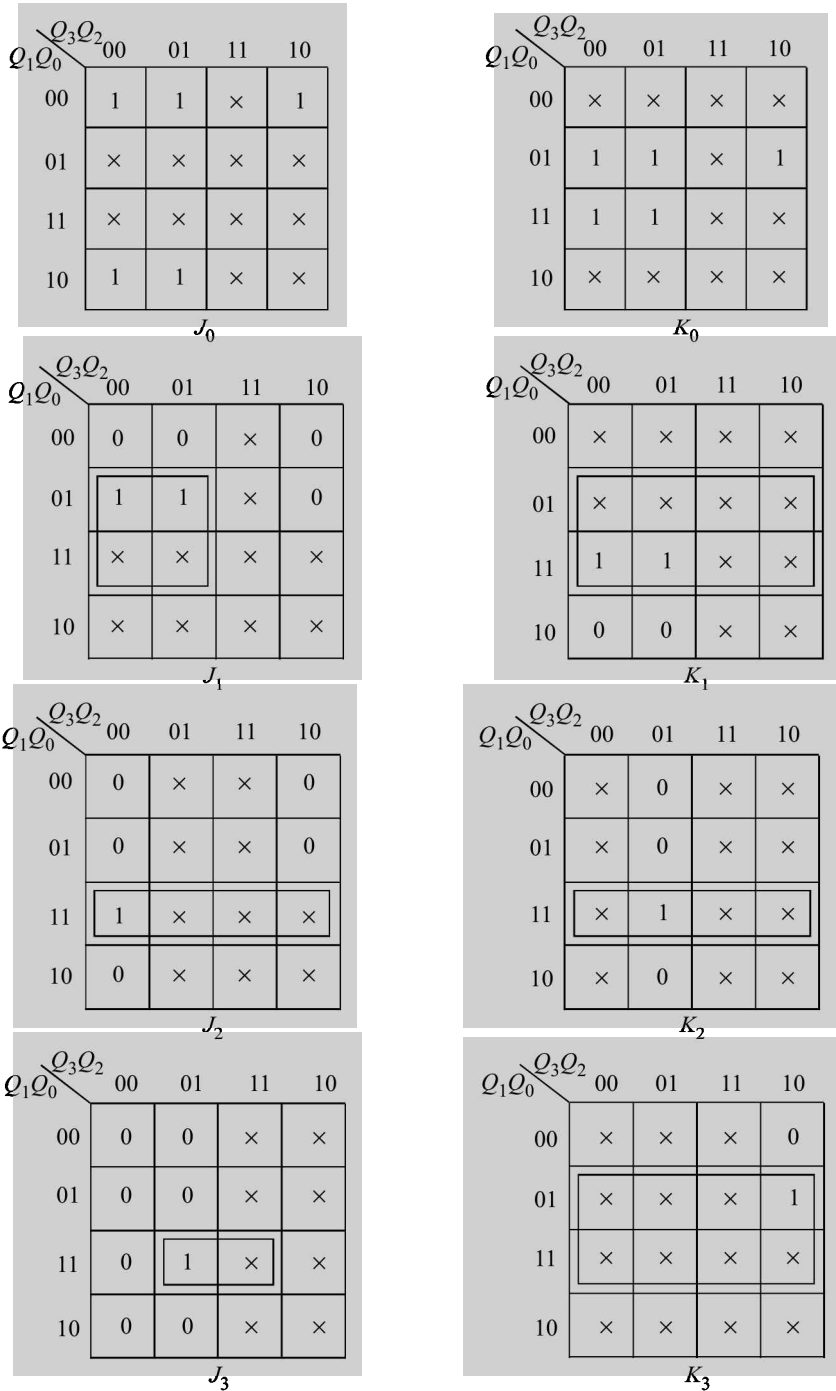 Q3Q2 Q3Q2
Q1Q0 00 01 11 10 Q1Q0 00 01 11 10
00 1 1 × 1 00 × × × ×
01 × × × × 01 1 1 × 1
11 × × × × 11 1 1 × ×
10 1 1 × × 10 × × × ×
J0 K0
Q3Q2 Q3Q2
Q1Q0 00 01 11 10 Q1Q0 00 01 11 10
00 0 0 × 0 00 × × × ×
01 1 1 × 0 01 × × × ×
11 × × × × 11 1 1 × ×
10 × × × × 10 0 0 × ×
J1 K1
Q3Q2 Q3Q2
Q1Q0 00 01 11 10 Q1Q0 00 01 11 10
00 0 × × 0 00 × 0 × ×
01 0 × × 0 01 × 0 × ×
11 1 × × × 11 × 1 × ×
10 0 × × × 10 × 0 × ×
J2 K2
Q3Q2 Q3Q2
Q1Q0 00 01 11 10 Q1Q0 00 01 11 10
00 0 0 × × 00 × × × 0
01 0 0 × × 01 × × × 1
11 0 1 × × 11 × × × ×
10 0 0 × × 10 × × × ×
J3 K3